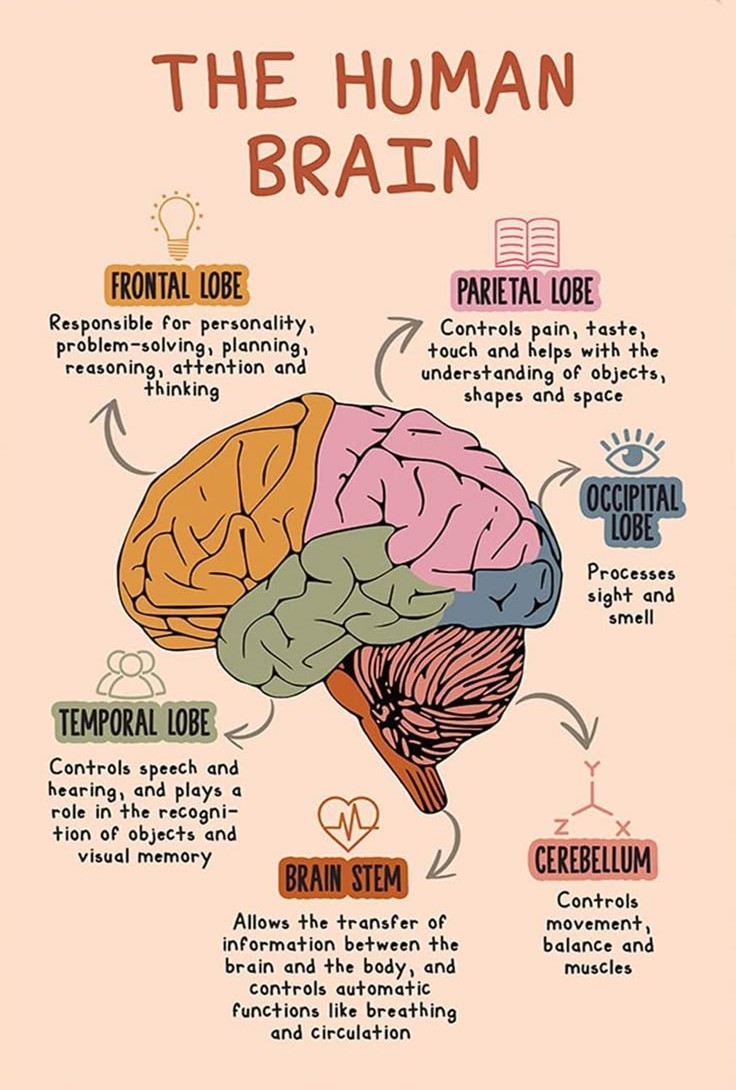 THE HUMAN
BRAIN
FRONTAL LOBE
Responsible for personality,
problem-solving, planning,
reasoning, attention and
thinking
PARIETAL LOBE
Controls pain, taste,
touch and helps with the
understanding of objects,
shapes and space
OCCIPITAL
LOBE
Processes
sight and
smell
TEMPORAL LOBE
Controls speech and
hearing, and plays a
role in the recogni-
tion of objects and
visual memory
BRAIN STEM
Allows the transfer of
information between the
brain and the body, and
controls automatic
functions like breathing
and circulation
Y
Z X
CEREBELLUM
Controls
movement,
balance and
muscles